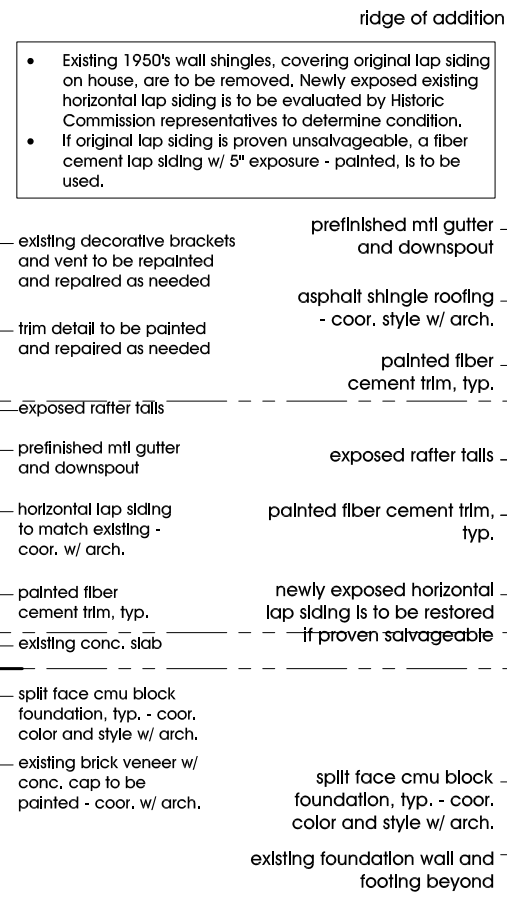 ridge of addition
• Existing 1950's wall shingles, covering original lap siding
on house, are to be removed. Newly exposed existing
horizontal lap siding is to be evaluated by Historic
Commission representatives to determine condition.
• If original lap siding is proven unsalvageable, a fiber
cement lap siding w/ 5" exposure - painted, is to be
used.
existing decorative brackets
and vent to be repainted
and repaired as needed
trim detail to be painted
and repaired as needed
exposed rafter tails
prefinished mtl gutter
and downspout
horizontal lap siding
to match existing -
coor. w/ arch.
painted fiber
cement trim, typ.
existing conc. slab
split face cmu block
foundation, typ. - coor.
color and style w/ arch.
existing brick veneer w/
conc. cap to be
painted - coor. w/ arch.
prefinished mtl gutter
and downspout
asphalt shingle roofing
- coor. style w/ arch.
painted fiber
cement trim, typ.
exposed rafter tails
painted fiber cement trim,
typ.
newly exposed horizontal
lap siding is to be restored
if proven salvageable
split face cmu block
foundation, typ. - coor.
color and style w/ arch.
existing foundation wall and
footing beyond